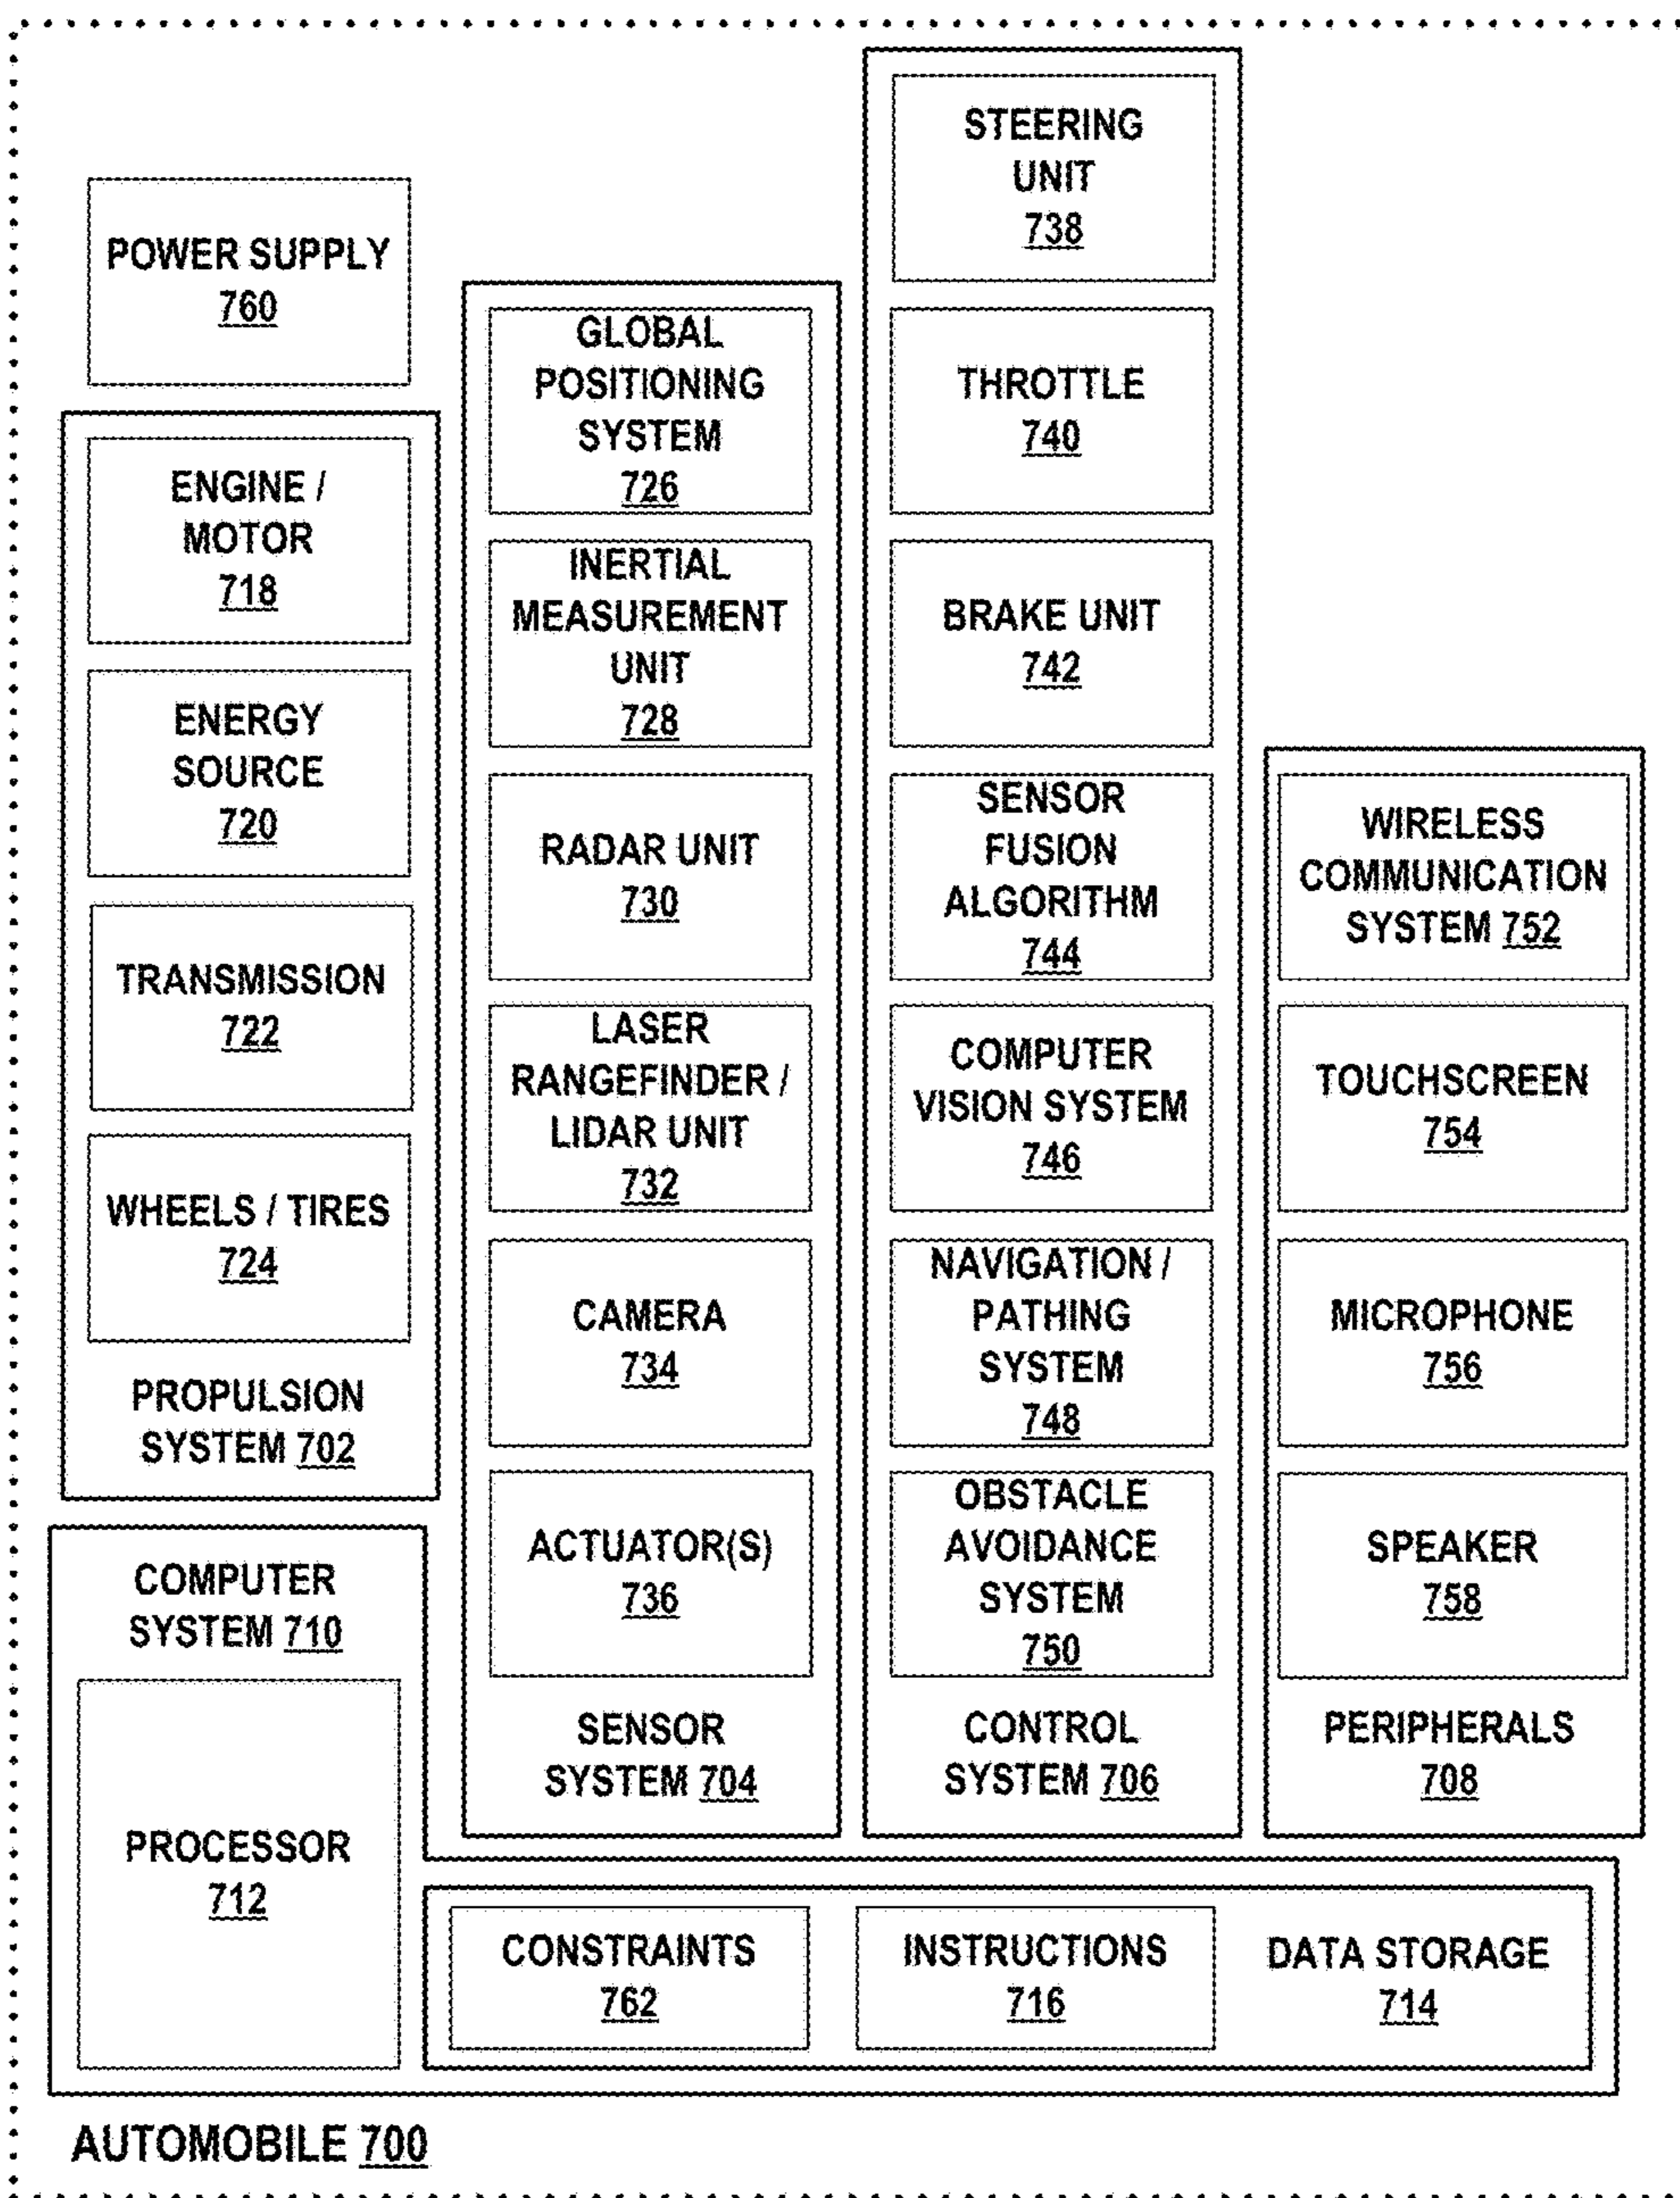 POWER SUPPLY
760
ENGINE /
MOTOR
718
ENERGY
SOURCE
720
TRANSMISSION
722
WHEELS / TIRES
724
PROPULSION
SYSTEM 702
COMPUTER
SYSTEM 710
PROCESSOR
712
GLOBAL
POSITIONING
SYSTEM
726
INERTIAL
MEASUREMENT
UNIT
728
RADAR UNIT
730
LASER
RANGEFINDER /
LIDAR UNIT
732
CAMERA
734
ACTUATOR(S)
736
SENSOR
SYSTEM 704
STEERING
UNIT
738
THROTTLE
740
BRAKE UNIT
742
SENSOR
FUSION
ALGORITHM
744
COMPUTER
VISION SYSTEM
746
NAVIGATION /
PATHING
SYSTEM
748
OBSTACLE
AVOIDANCE
SYSTEM
750
CONTROL
SYSTEM 706
WIRELESS
COMMUNICATION
SYSTEM 752
TOUCHSCREEN
754
MICROPHONE
756
SPEAKER
758
PERIPHERALS
708
CONSTRAINTS
762
INSTRUCTIONS
716
DATA STORAGE
714
AUTOMOBILE 700